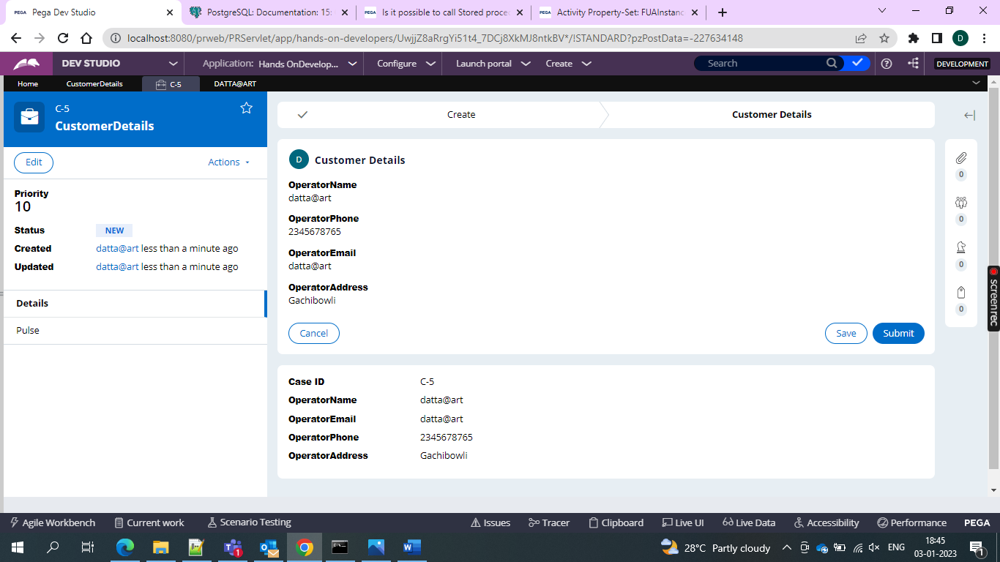 PEGA Pega Dev Studio
PostgreSQL: Documentation: 15:
PEGA Is it possible to call Stored proce
PEGA Activity Property-Set: FUAInstanc
localhost:8080/prweb/PRServlet/app/hands-on-developers/UwjjZ8aRrgYi51t4_7DCj8XkMJ8ntkBV*/!STANDARD?pzPostData=-227634148
D
DEV STUDIO
Application: Hands OnDevelop...
Configure
Launch portal
Create
Search
DEVELOPMENT
Home
CustomerDetails
C-5
DATTA@ART
C-5
CustomerDetails
Edit
Actions
Priority
10
Status NEW
Created datta@art less than a minute ago
Updated datta@art less than a minute ago
Details
Pulse
Create
Customer Details
D Customer Details
OperatorName
datta@art
OperatorPhone
2345678765
OperatorEmail
datta@art
OperatorAddress
Gachibowli
Cancel
Save
Submit
Case ID C-5
OperatorName datta@art
OperatorEmail datta@art
OperatorPhone 2345678765
OperatorAddress Gachibowli
0
0
0
0
screenrec
Agile Workbench
Current work
Scenario Testing
Issues
Tracer
Clipboard
Live UI
Live Data
Accessibility
Performance
PEGA
1
28°C Partly cloudy
ENG
18:45
03-01-2023
1